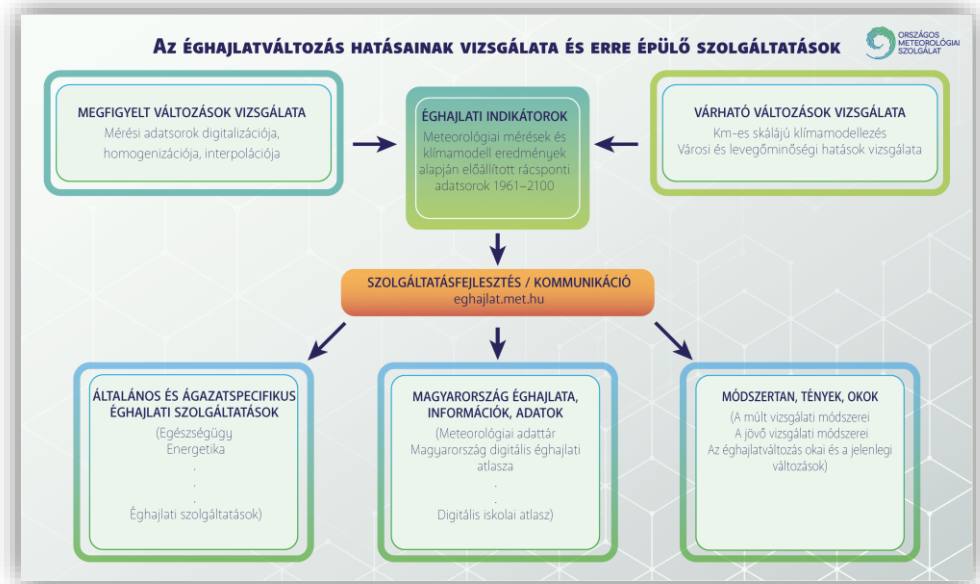 AZ ÉGHAJLATVÁLTOZÁS HATÁSAINAK VIZSGÁLATA ÉS ERRE ÉPÜLŐ SZOLGÁLTATÁSOK
ORSZÁGOS
METEOROLÓGIAI
SZOLGÁLAT
MEGFIGYELT VÁLTOZÁSOK VIZSGÁLATA
Mérési adatsorok digitalizációja,
homogenizációja, interpolációja
ÉGHAJLATI INDIKÁTOROK
Meteorológiai mérések és
klímamodell eredmények
alapján előállított rácsponti
adatsorok 1961–2100
VÁRHATÓ VÁLTOZÁSOK VIZSGÁLATA
Km-es skálájú klímamodellezés
Városi és levegőminőségi hatások vizsgálata
SZOLGÁLTATÁSFEJLESZTÉS / KOMMUNIKÁCIÓ
eghajlat.met.hu
ÁLTALÁNOS ÉS ÁGAZATSPECIFIKUS
ÉGHAJLATI SZOLGÁLTATÁSOK
(Egészségügy
Energetika
.
.
.
Éghajlati szolgáltatások)
MAGYARORSZÁG ÉGHAJLATA,
INFORMÁCIÓK, ADATOK
(Meteorológiai adattár
Magyarország digitális éghajlati
atlasza
.
.
Digitális iskolai atlasz)
MÓDSZERTAN, TÉNYEK, OKOK
(A múlt vizsgálati módszerei
A jövő vizsgálati módszerei
Az éghajlatváltozás okai és a jelenlegi
változások)